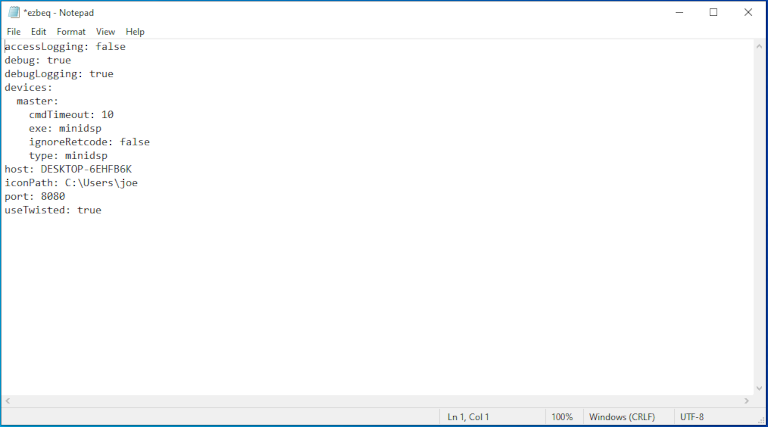 *ezbeq - Notepad
File Edit Format View Help
accessLogging: false
debug: true
debugLogging: true
devices:
  master:
    cmdTimeout: 10
    exe: minidsp
    ignoreRetcode: false
    type: minidsp
host: DESKTOP-6EHFB6K
iconPath: C:\Users\joe
port: 8080
useTwisted: true
Ln 1, Col 1 100% Windows (CRLF) UTF-8